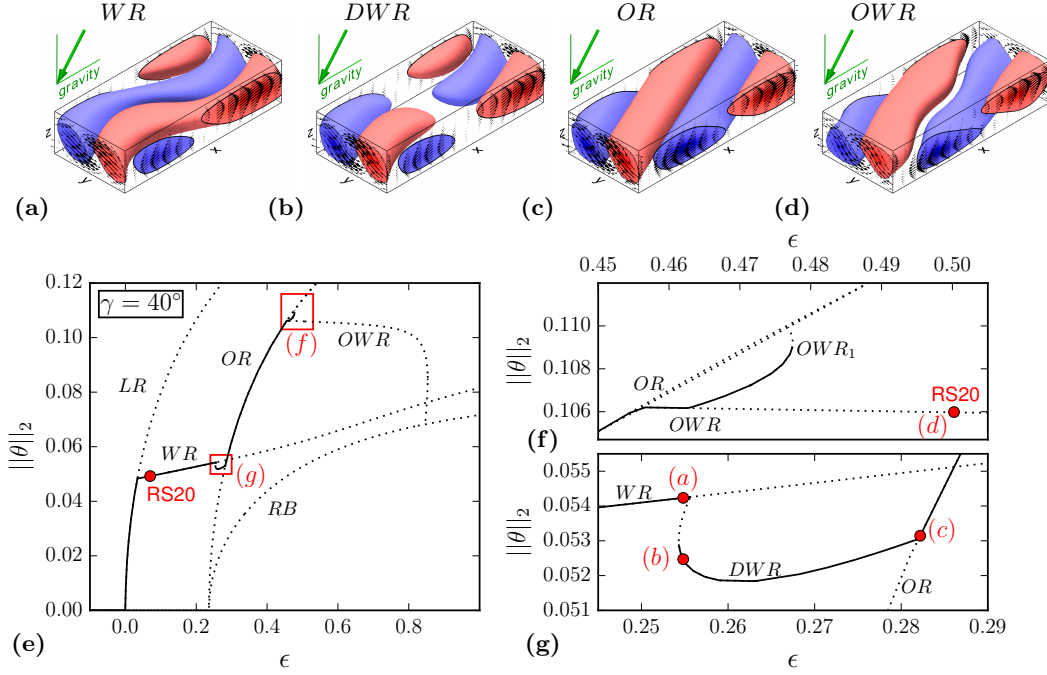 WR DWR OR OWR
gravity gravity gravity gravity
z y x z y x z y x z y x
(a) (b) (c) (d)
ϵ
0.45 0.46 0.47 0.48 0.49 0.50
0.12
0.10
0.08
0.06
0.04
0.02
0.00
||θ||₂
γ = 40°
LR
OR
OWR
(f)
WR
(g)
RS20
RB
0.0 0.2 0.4 0.6 0.8
(e) ϵ
0.110
0.108
0.106
||θ||₂
OR
OWR₁
OWR
RS20
(d)
(f)
0.055
0.054
0.053
0.052
0.051
||θ||₂
WR
(a)
(b)
(c)
DWR
OR
0.25 0.26 0.27 0.28 0.29
(g) ϵ